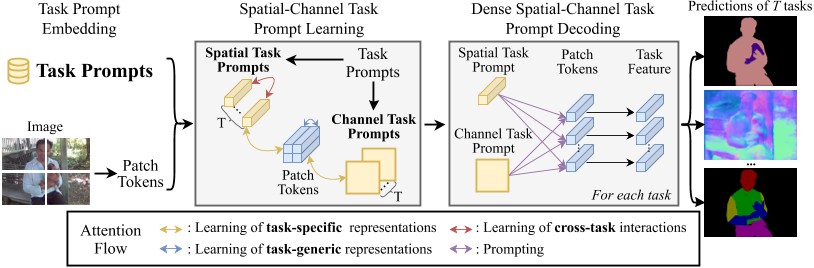 Task Prompt
Embedding
Spatial-Channel Task
Prompt Learning
Dense Spatial-Channel Task
Prompt Decoding
Predictions of T tasks
Task Prompts
Image
Patch
Tokens
Spatial Task
Prompts
Task
Prompts
T
Channel Task
Prompts
Patch
Tokens
T
Spatial Task
Prompt
Patch
Tokens
Task
Feature
Channel Task
Prompt
...
...
For each task
...
Attention
Flow
: Learning of task-specific representations
: Learning of cross-task interactions
: Learning of task-generic representations
: Prompting